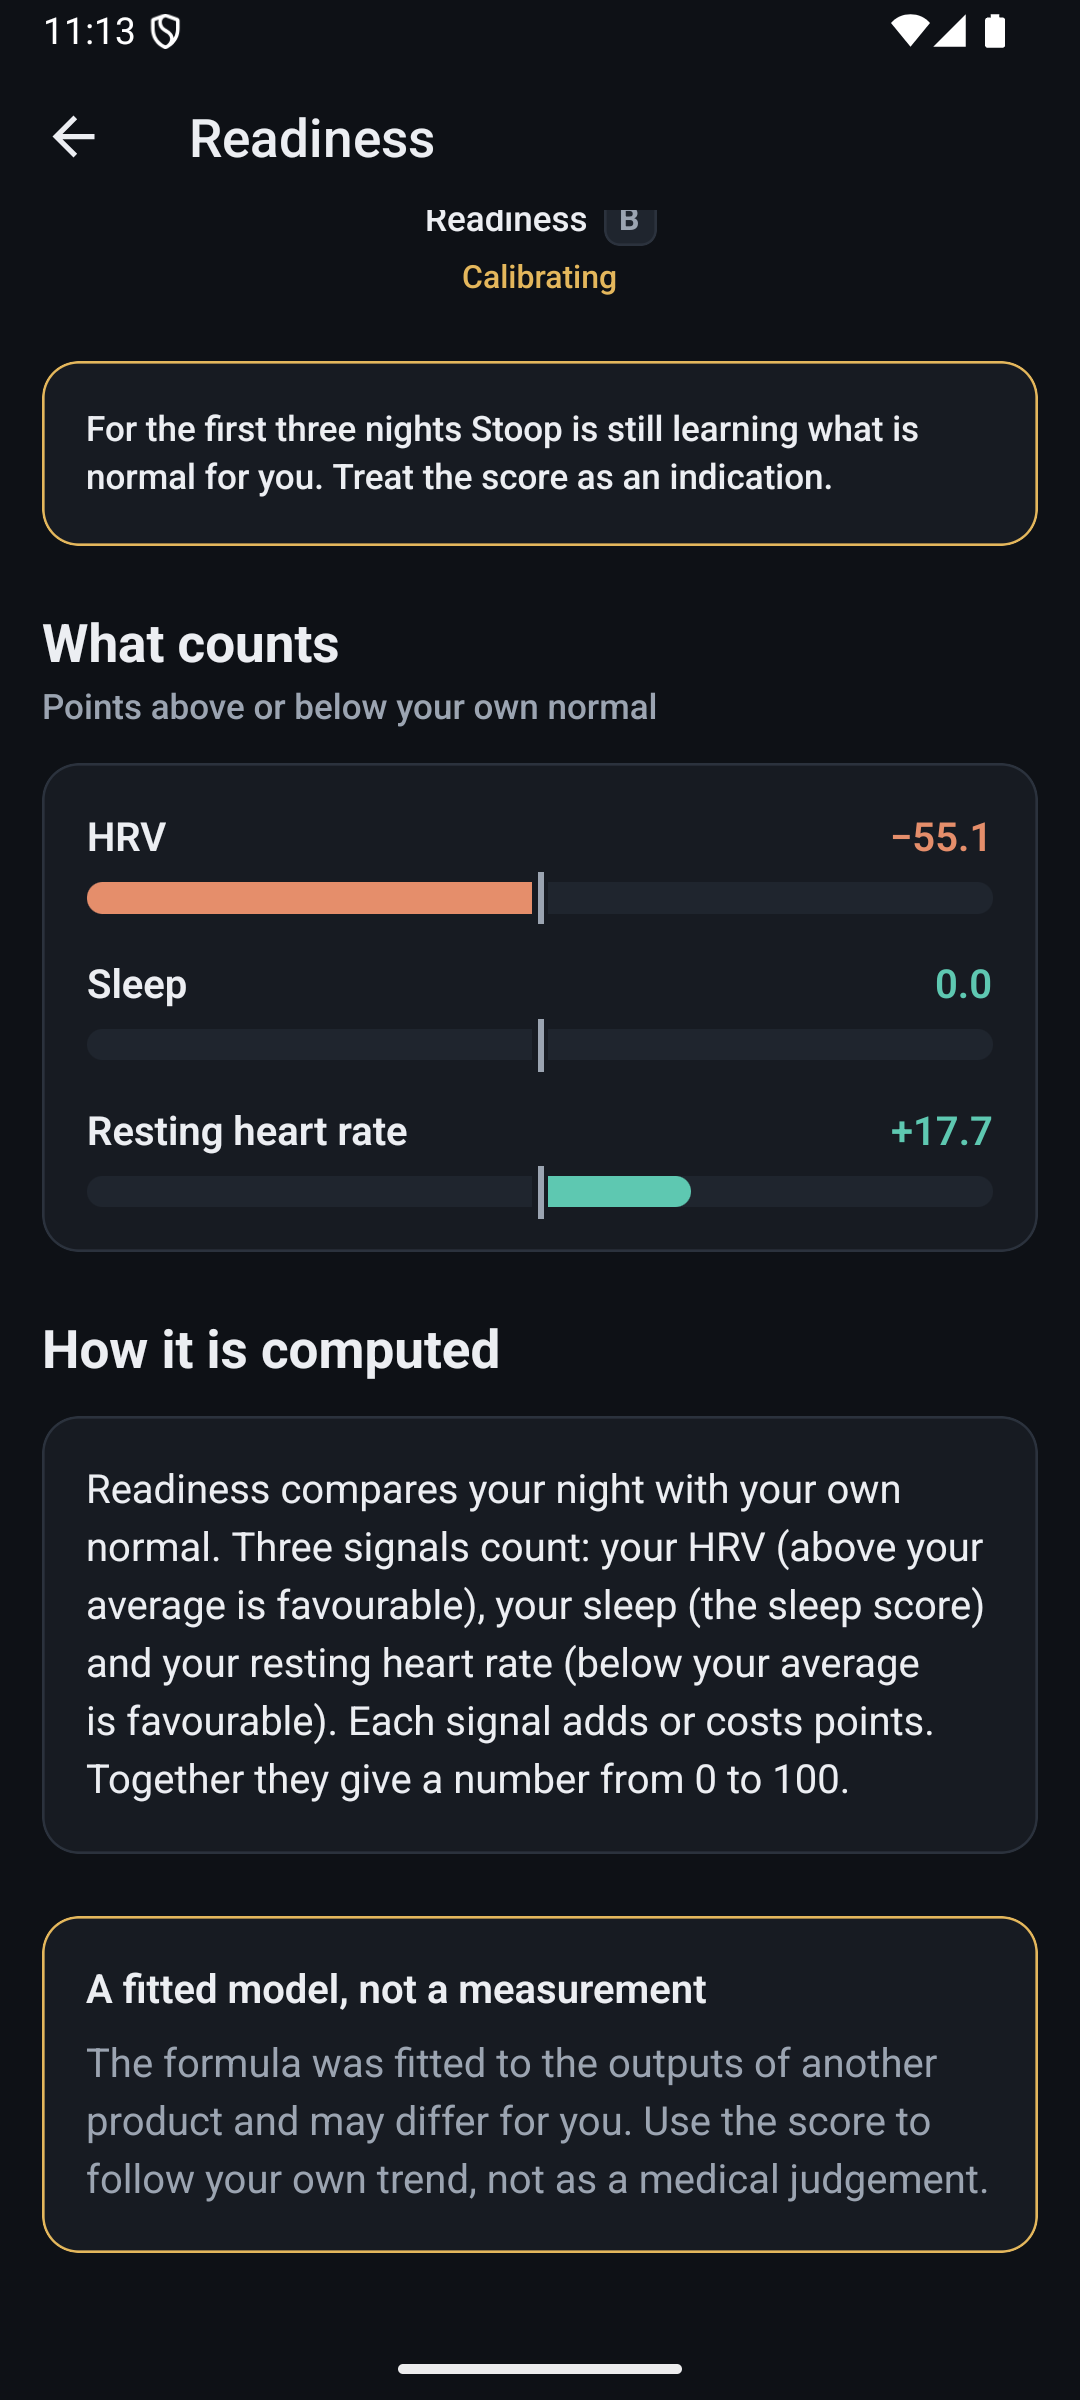 11:13
Readiness
Readiness B
Calibrating
For the first three nights Stoop is still learning what is
normal for you. Treat the score as an indication.
What counts
Points above or below your own normal
HRV −55.1
Sleep 0.0
Resting heart rate +17.7
How it is computed
Readiness compares your night with your own
normal. Three signals count: your HRV (above your
average is favourable), your sleep (the sleep score)
and your resting heart rate (below your average
is favourable). Each signal adds or costs points.
Together they give a number from 0 to 100.
A fitted model, not a measurement
The formula was fitted to the outputs of another
product and may differ for you. Use the score to
follow your own trend, not as a medical judgement.